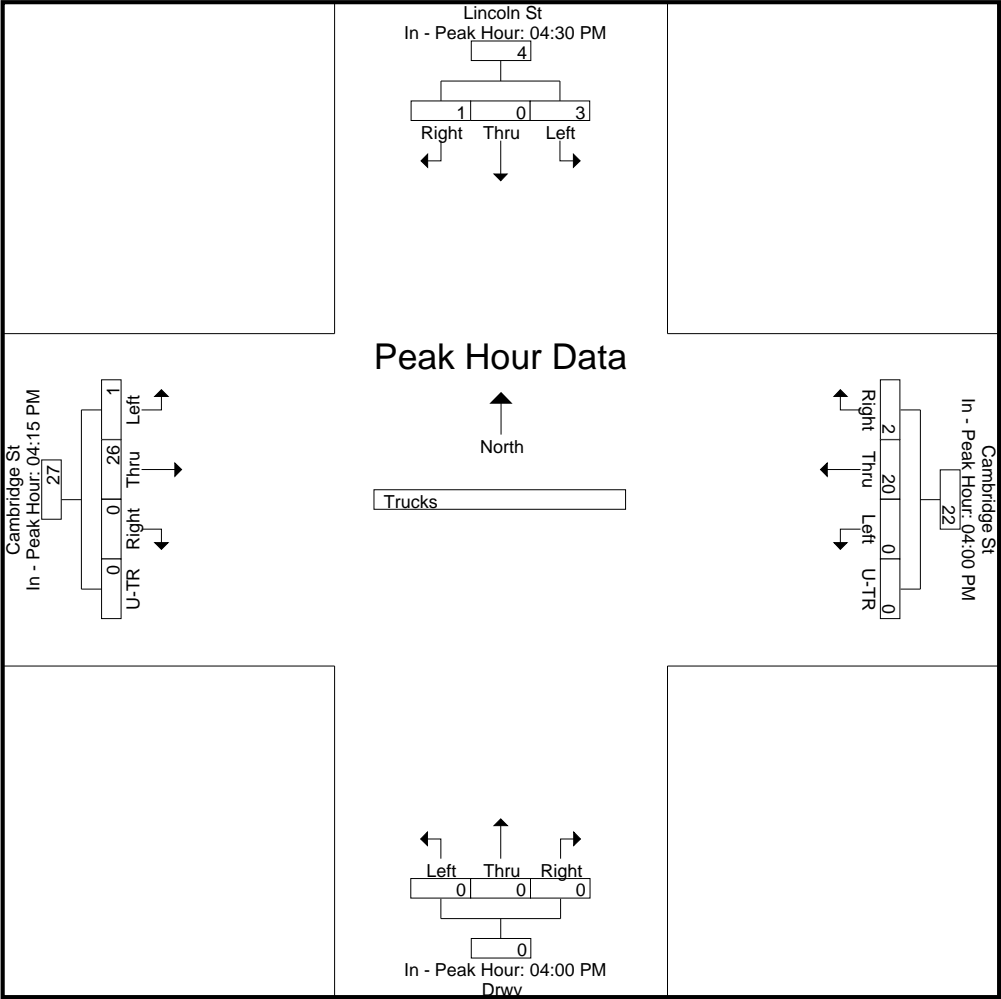 Lincoln St
In - Peak Hour: 04:30 PM
4
1 0 3
Right Thru Left
Peak Hour Data
North
Trucks
Cambridge St
In - Peak Hour: 04:15 PM
27
1 26 0 0
Left Thru Right U-TR
Cambridge St
In - Peak Hour: 04:00 PM
22
2 20 0 0
Right Thru Left U-TR
Left Thru Right
0 0 0
0
In - Peak Hour: 04:00 PM
Drwy